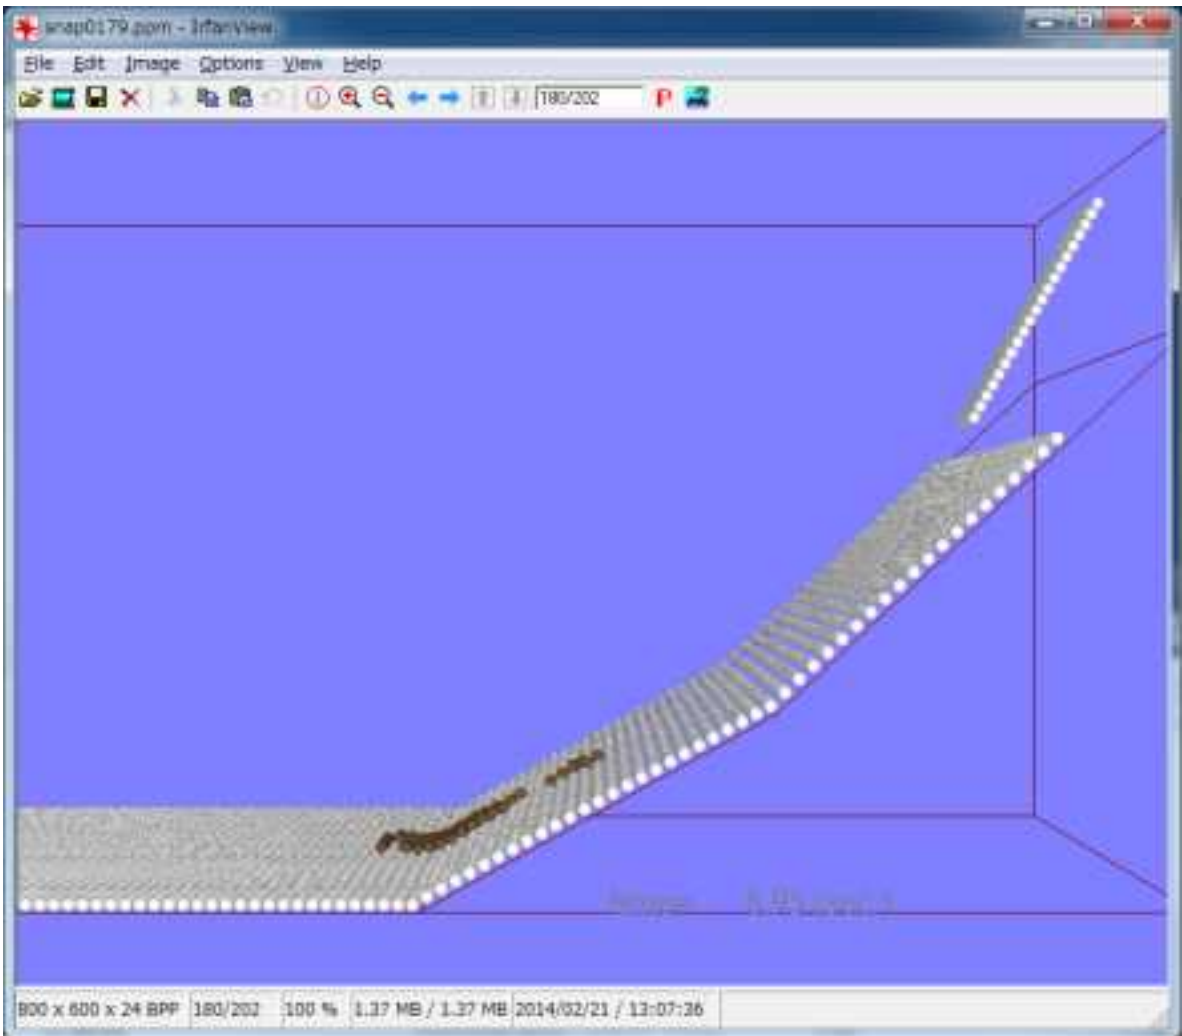 snap0179.ppm - IrfanView
File Edit Image Options View Help
180/202
P
800 x 600 x 24 BPP 180/202 100 % 1.37 MB / 1.37 MB 2014/02/21 / 13:07:36